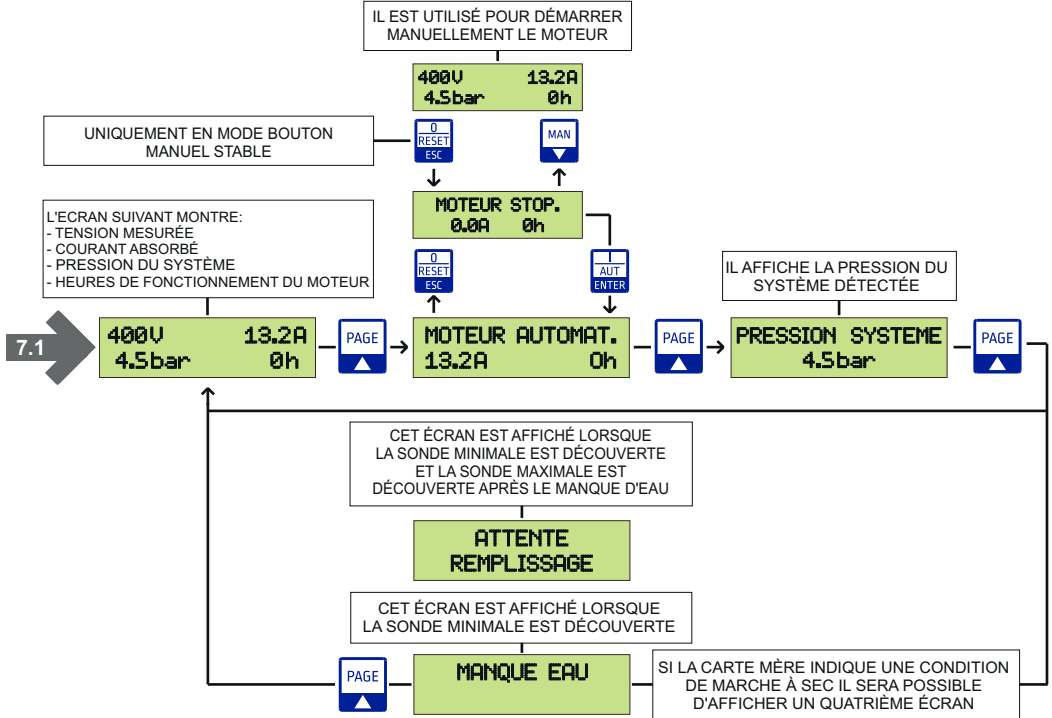 IL EST UTILISÉ POUR DÉMARRER
MANUELLEMENT LE MOTEUR
400V 13.2A
4.5bar 0h
UNIQUEMENT EN MODE BOUTON
MANUEL STABLE
0
RESET
ESC
MAN
MOTEUR STOP.
0.0A 0h
L'ECRAN SUIVANT MONTRE:
- TENSION MESURÉE
- COURANT ABSORBÉ
- PRESSION DU SYSTÈME
- HEURES DE FONCTIONNEMENT DU MOTEUR
0
RESET
ESC
I
AUT
ENTER
IL AFFICHE LA PRESSION DU
SYSTÈME DÉTECTÉE
7.1
400V 13.2A
4.5bar 0h
PAGE
MOTEUR AUTOMAT.
13.2A Oh
PAGE
PRESSION SYSTEME
4.5bar
PAGE
CET ÉCRAN EST AFFICHÉ LORSQUE
LA SONDE MINIMALE EST DÉCOUVERTE
ET LA SONDE MAXIMALE EST
DÉCOUVERTE APRÈS LE MANQUE D'EAU
ATTENTE
REMPLISSAGE
CET ÉCRAN EST AFFICHÉ LORSQUE
LA SONDE MINIMALE EST DÉCOUVERTE
PAGE
MANQUE EAU
SI LA CARTE MÈRE INDIQUE UNE CONDITION
DE MARCHE À SEC IL SERA POSSIBLE
D'AFFICHER UN QUATRIÈME ÉCRAN